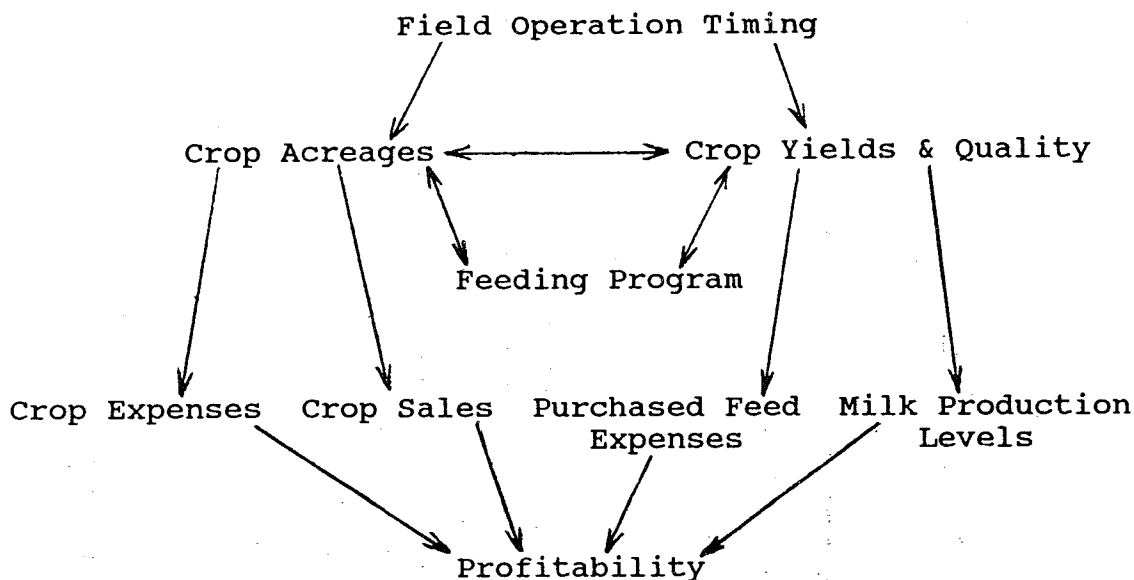 Field Operation Timing
Crop Acreages Crop Yields & Quality
Feeding Program
Crop Expenses Crop Sales Purchased Feed Milk Production
Expenses Levels
Profitability